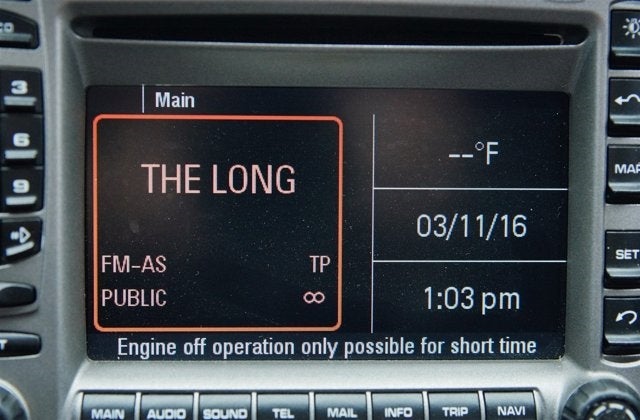 Main
THE LONG
--°F
03/11/16
FM-AS TP
PUBLIC ∞
1:03 pm
Engine off operation only possible for short time
3
6
9
MAP
SET
MAIN AUDIO SOUND TEL MAIL INFO TRIP NAVI